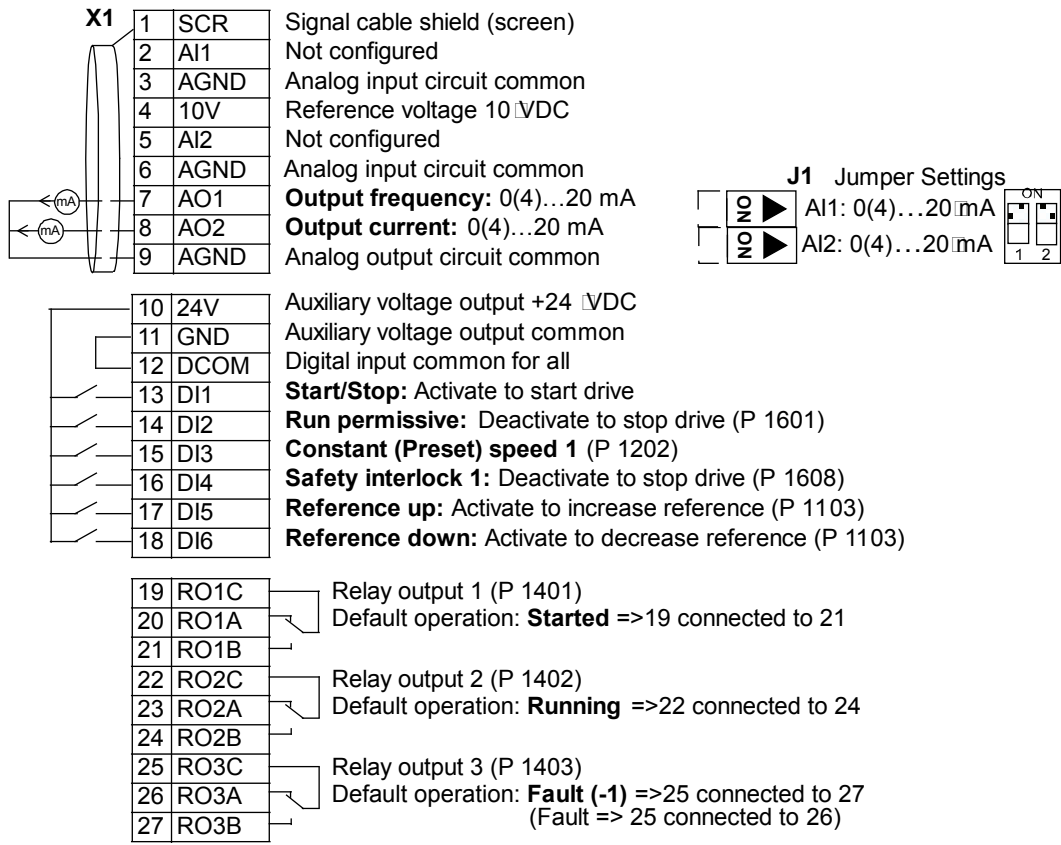 X1
1 SCR Signal cable shield (screen)
2 AI1 Not configured
3 AGND Analog input circuit common
4 10V Reference voltage 10 VDC
5 AI2 Not configured
6 AGND Analog input circuit common
7 AO1 Output frequency: 0(4)…20 mA
8 AO2 Output current: 0(4)…20 mA
9 AGND Analog output circuit common
mA
mA
J1 Jumper Settings
ON AI1: 0(4)…20 mA
ON AI2: 0(4)…20 mA
ON
1 2
10 24V Auxiliary voltage output +24 VDC
11 GND Auxiliary voltage output common
12 DCOM Digital input common for all
13 DI1 Start/Stop: Activate to start drive
14 DI2 Run permissive: Deactivate to stop drive (P 1601)
15 DI3 Constant (Preset) speed 1 (P 1202)
16 DI4 Safety interlock 1: Deactivate to stop drive (P 1608)
17 DI5 Reference up: Activate to increase reference (P 1103)
18 DI6 Reference down: Activate to decrease reference (P 1103)
19 RO1C Relay output 1 (P 1401)
20 RO1A Default operation: Started =>19 connected to 21
21 RO1B
22 RO2C Relay output 2 (P 1402)
23 RO2A Default operation: Running =>22 connected to 24
24 RO2B
25 RO3C Relay output 3 (P 1403)
26 RO3A Default operation: Fault (-1) =>25 connected to 27
27 RO3B (Fault => 25 connected to 26)